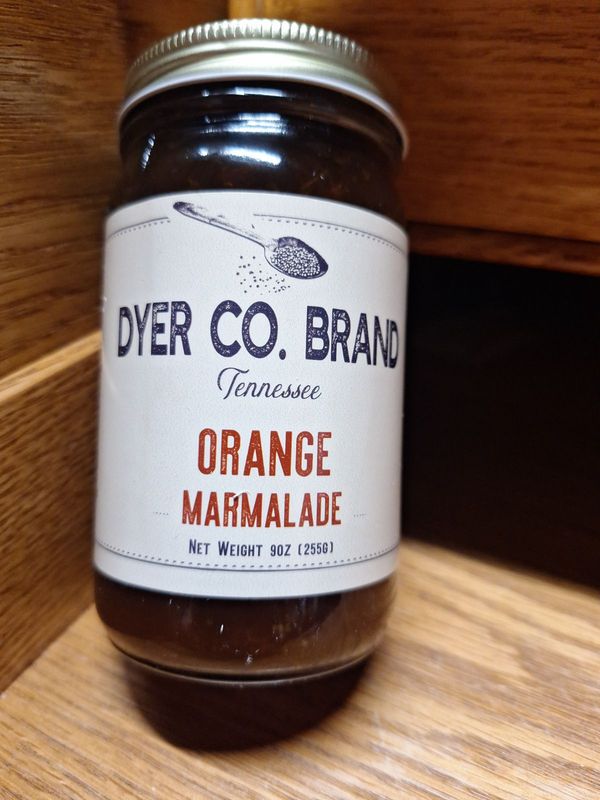 DYER CO. BRAND
Tennessee
ORANGE
MARMALADE
NET WEIGHT 9OZ (255G)